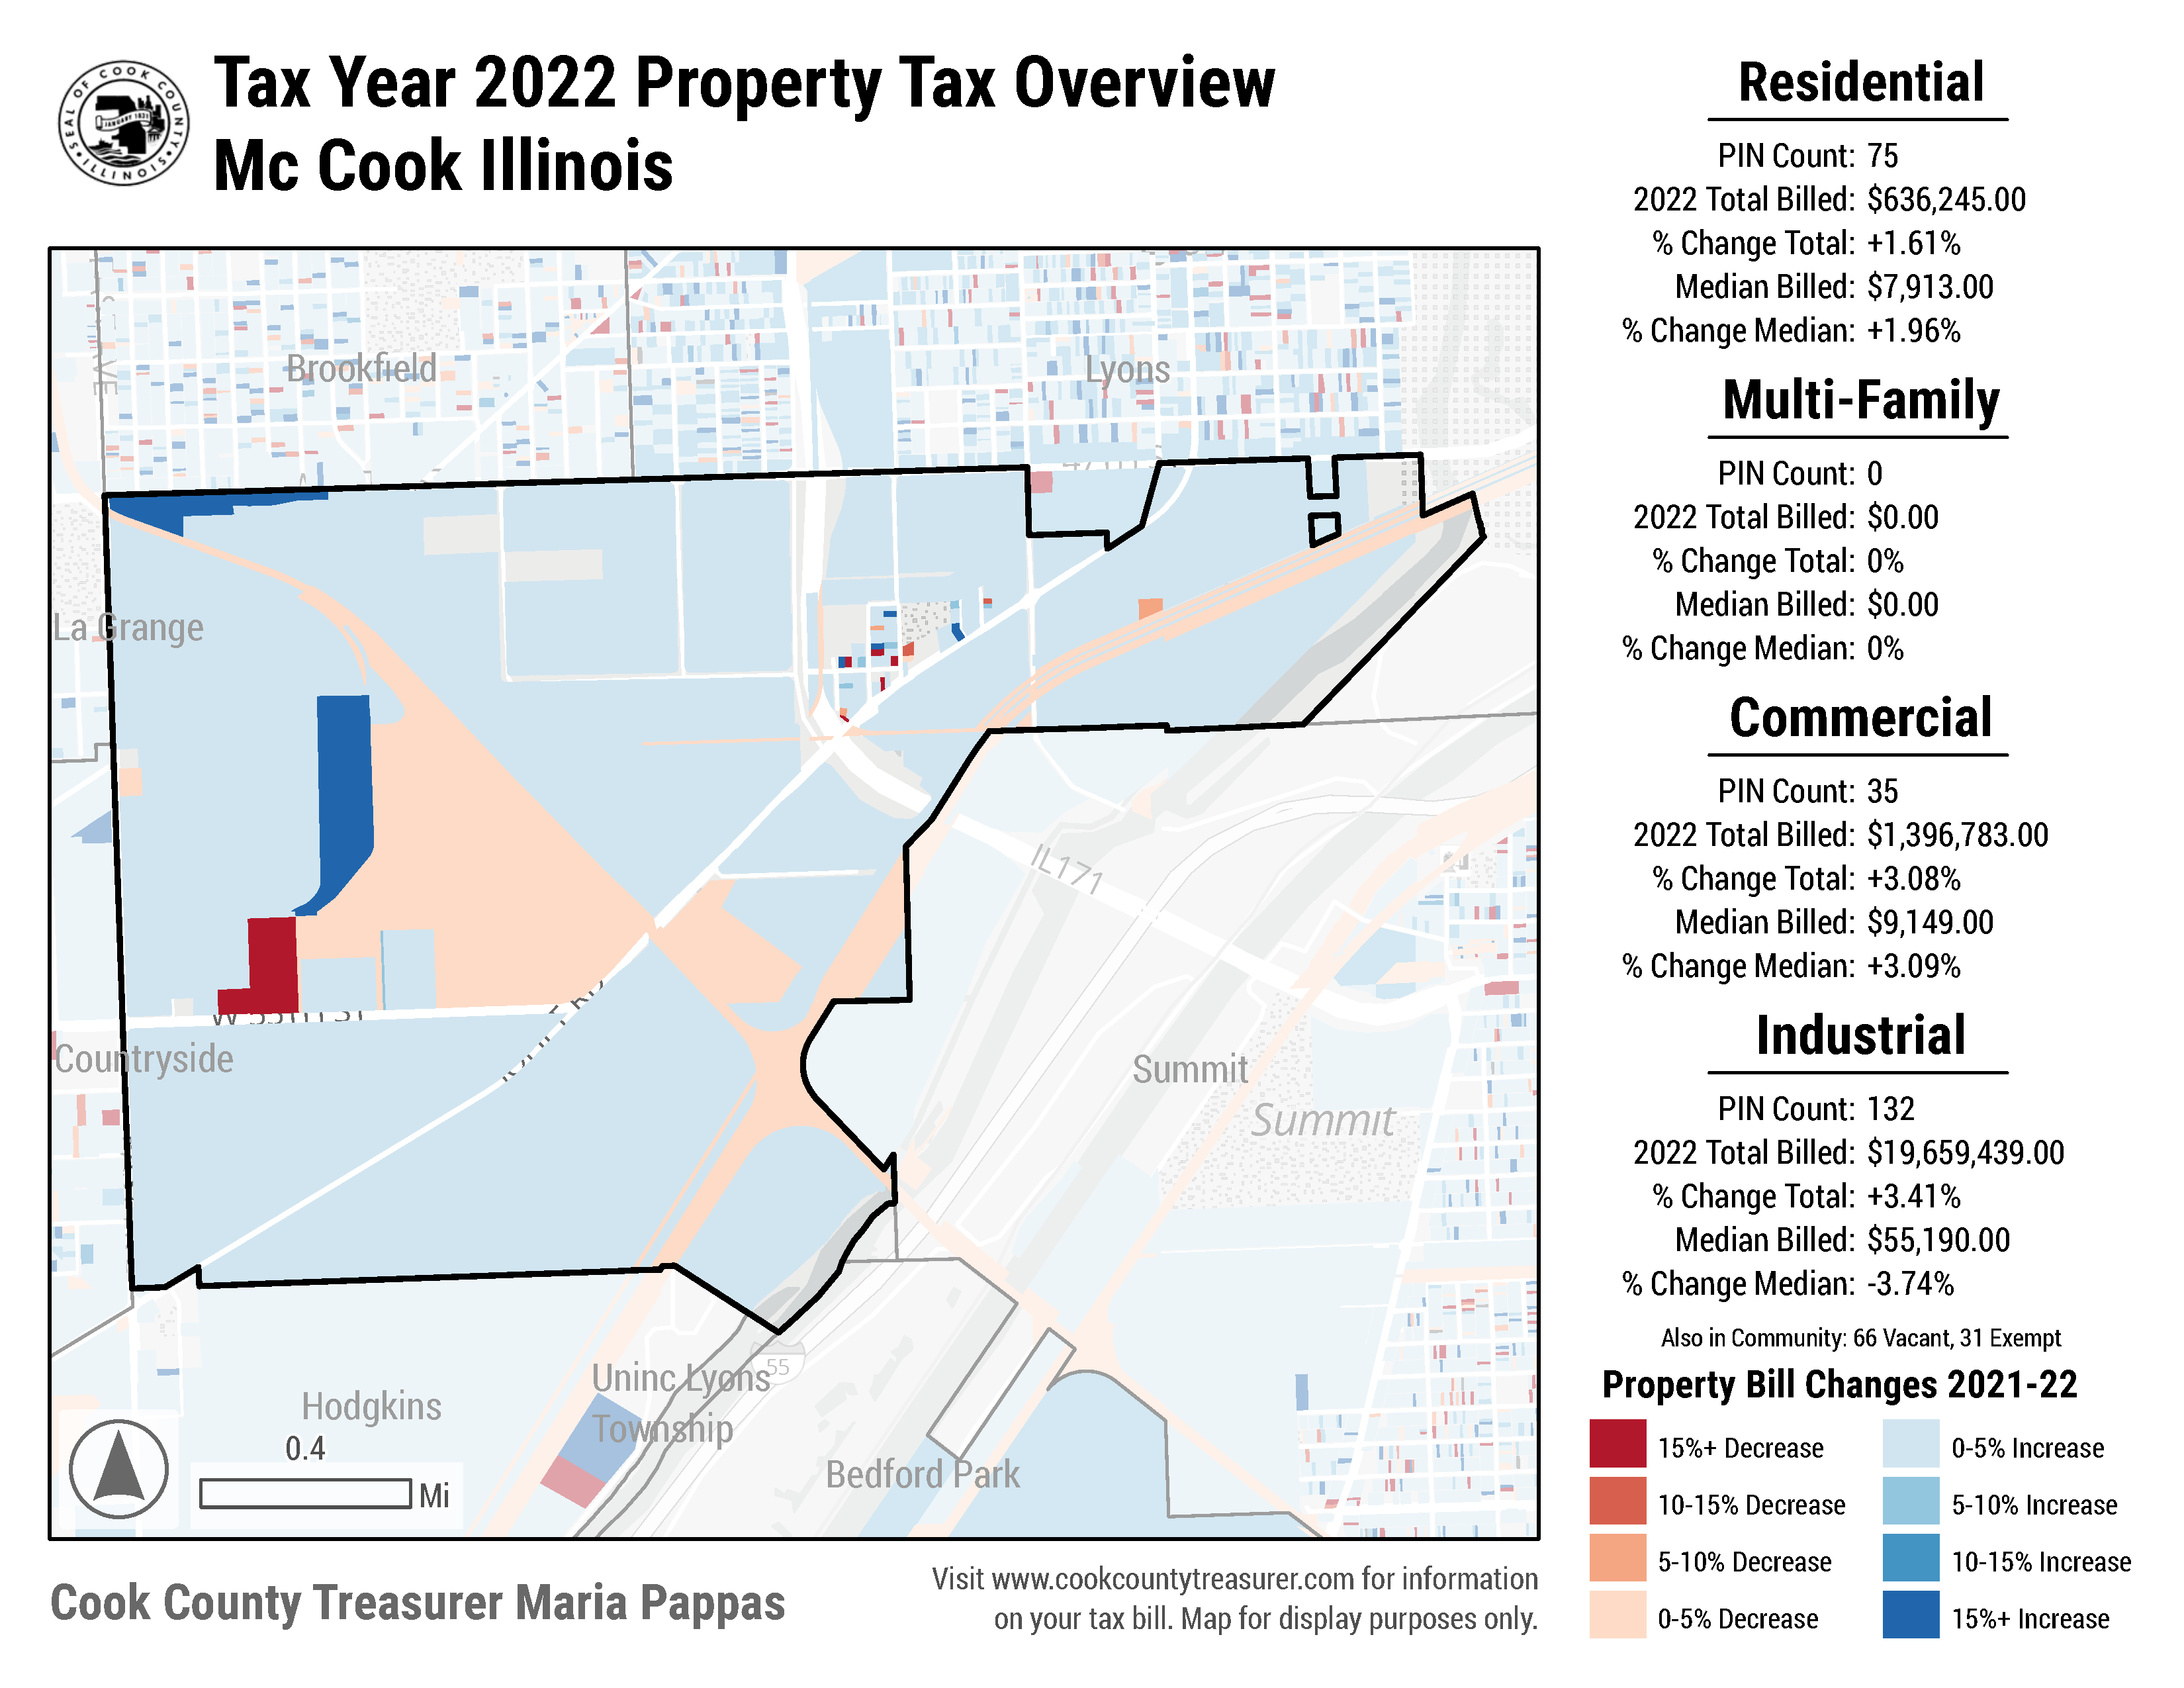 Tax Year 2022 Property Tax Overview
Mc Cook Illinois
SEAL OF COOK COUNTY
ILLINOIS
JANUARY 1831
Brookfield
Lyons
La Grange
Countryside
IL171
Summit
Summit
W 55TH ST
Hodgkins
Uninc Lyons
Township
55
Bedford Park
0.4
Mi
Cook County Treasurer Maria Pappas
Visit www.cookcountytreasurer.com for information
on your tax bill. Map for display purposes only.
Residential
PIN Count: 75
2022 Total Billed: $636,245.00
% Change Total: +1.61%
Median Billed: $7,913.00
% Change Median: +1.96%
Multi-Family
PIN Count: 0
2022 Total Billed: $0.00
% Change Total: 0%
Median Billed: $0.00
% Change Median: 0%
Commercial
PIN Count: 35
2022 Total Billed: $1,396,783.00
% Change Total: +3.08%
Median Billed: $9,149.00
% Change Median: +3.09%
Industrial
PIN Count: 132
2022 Total Billed: $19,659,439.00
% Change Total: +3.41%
Median Billed: $55,190.00
% Change Median: -3.74%
Also in Community: 66 Vacant, 31 Exempt
Property Bill Changes 2021-22
15%+ Decrease
10-15% Decrease
5-10% Decrease
0-5% Decrease
0-5% Increase
5-10% Increase
10-15% Increase
15%+ Increase